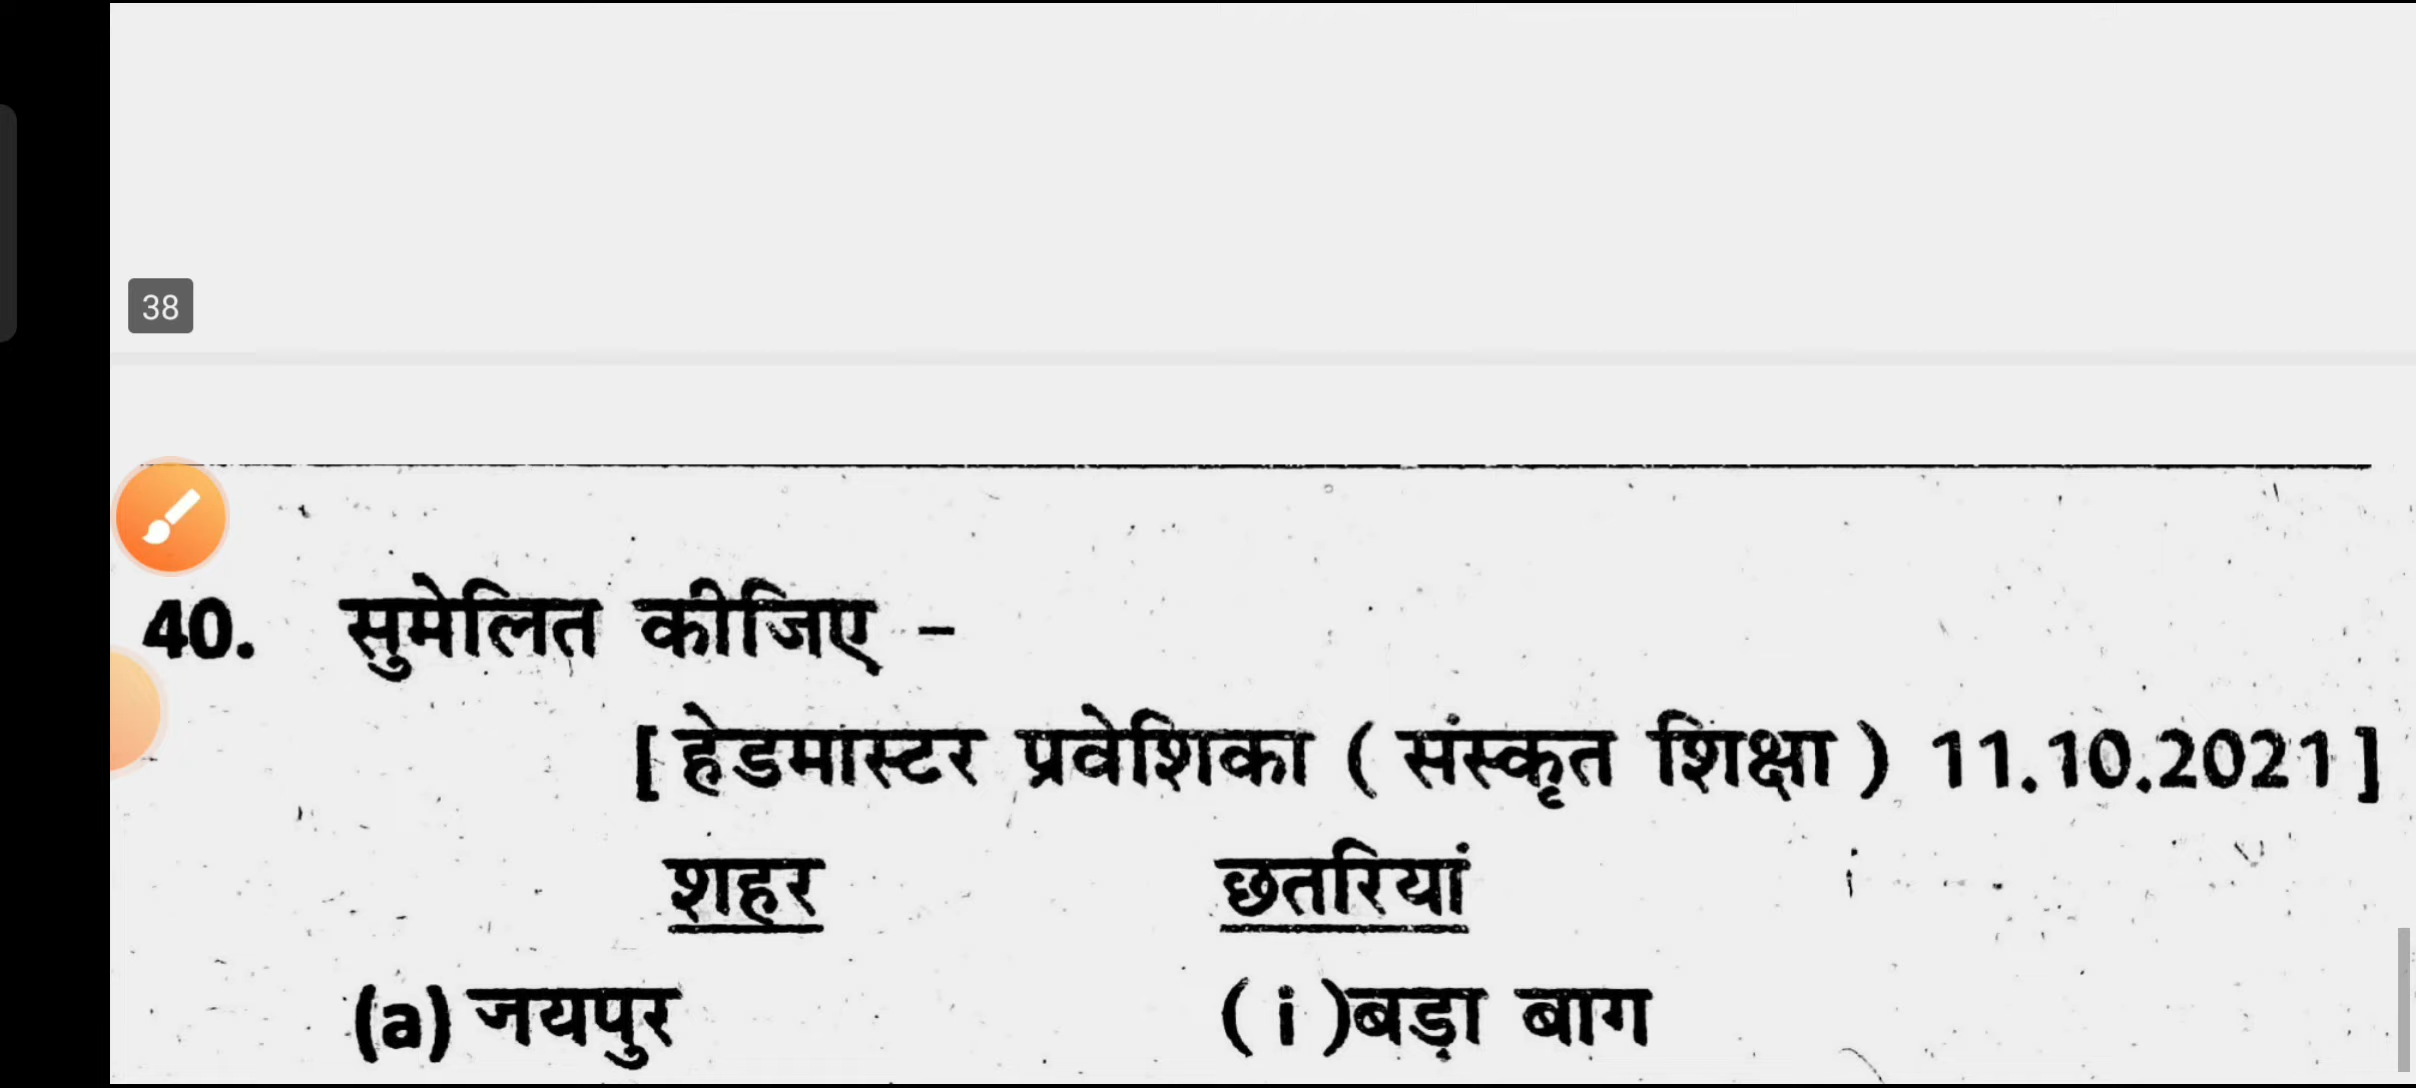 38
40. सुमेलित कीजिए -
[हेडमास्टर प्रवेशिका (संस्कृत शिक्षा) 11.10.2021]
शहर छतरियां
(a) जयपुर (i) बड़ा बाग